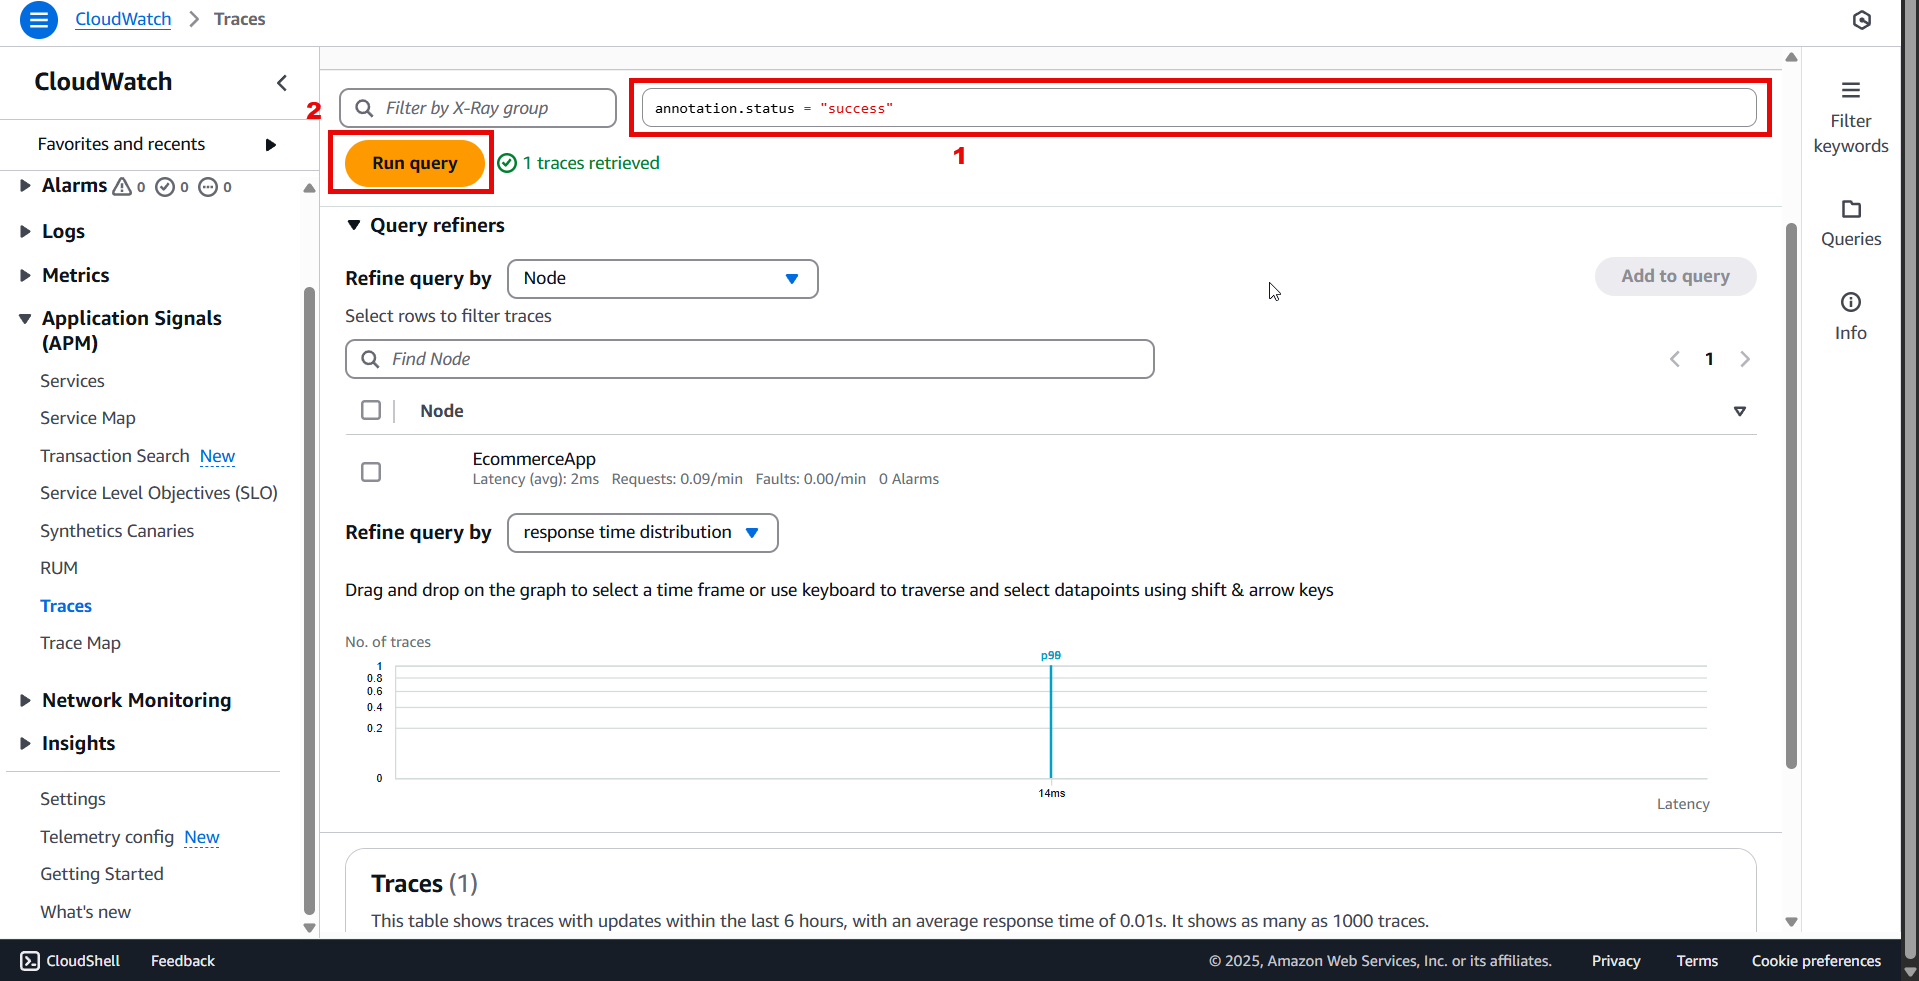 CloudWatch > Traces
CloudWatch
Favorites and recents
Alarms 0 0 0
Logs
Metrics
Application Signals
(APM)
Services
Service Map
Transaction Search New
Service Level Objectives (SLO)
Synthetics Canaries
RUM
Traces
Trace Map
Network Monitoring
Insights
Settings
Telemetry config New
Getting Started
What's new
2
Filter by X-Ray group
annotation.status = "success"
1
Run query
1 traces retrieved
Query refiners
Refine query by Node
Add to query
Select rows to filter traces
Find Node
1
Node
EcommerceApp
Latency (avg): 2ms Requests: 0.09/min Faults: 0.00/min 0 Alarms
Refine query by response time distribution
Drag and drop on the graph to select a time frame or use keyboard to traverse and select datapoints using shift & arrow keys
No. of traces
1
0.8
0.6
0.4
0.2
0
14ms
Latency
Traces (1)
This table shows traces with updates within the last 6 hours, with an average response time of 0.01s. It shows as many as 1000 traces.
Filter
keywords
Queries
Info
CloudShell Feedback
© 2025, Amazon Web Services, Inc. or its affiliates. Privacy Terms Cookie preferences